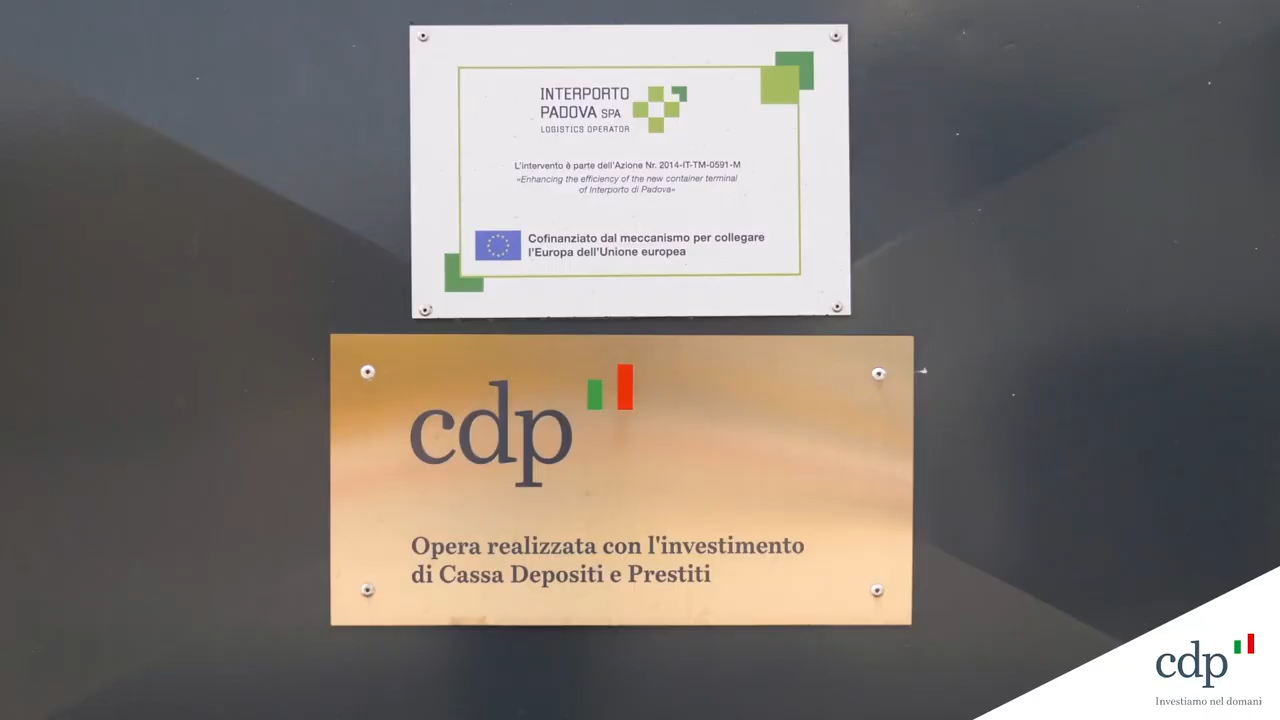 INTERPORTO
PADOVA SPA
LOGISTICS OPERATOR
L'intervento è parte dell'Azione Nr. 2014-IT-TM-0591-M
«Enhancing the efficiency of the new container terminal
of Interporto di Padova»
Cofinanziato dal meccanismo per collegare
l'Europa dell'Unione europea
cdp
Opera realizzata con l'investimento
di Cassa Depositi e Prestiti
cdp
Investiamo nel domani